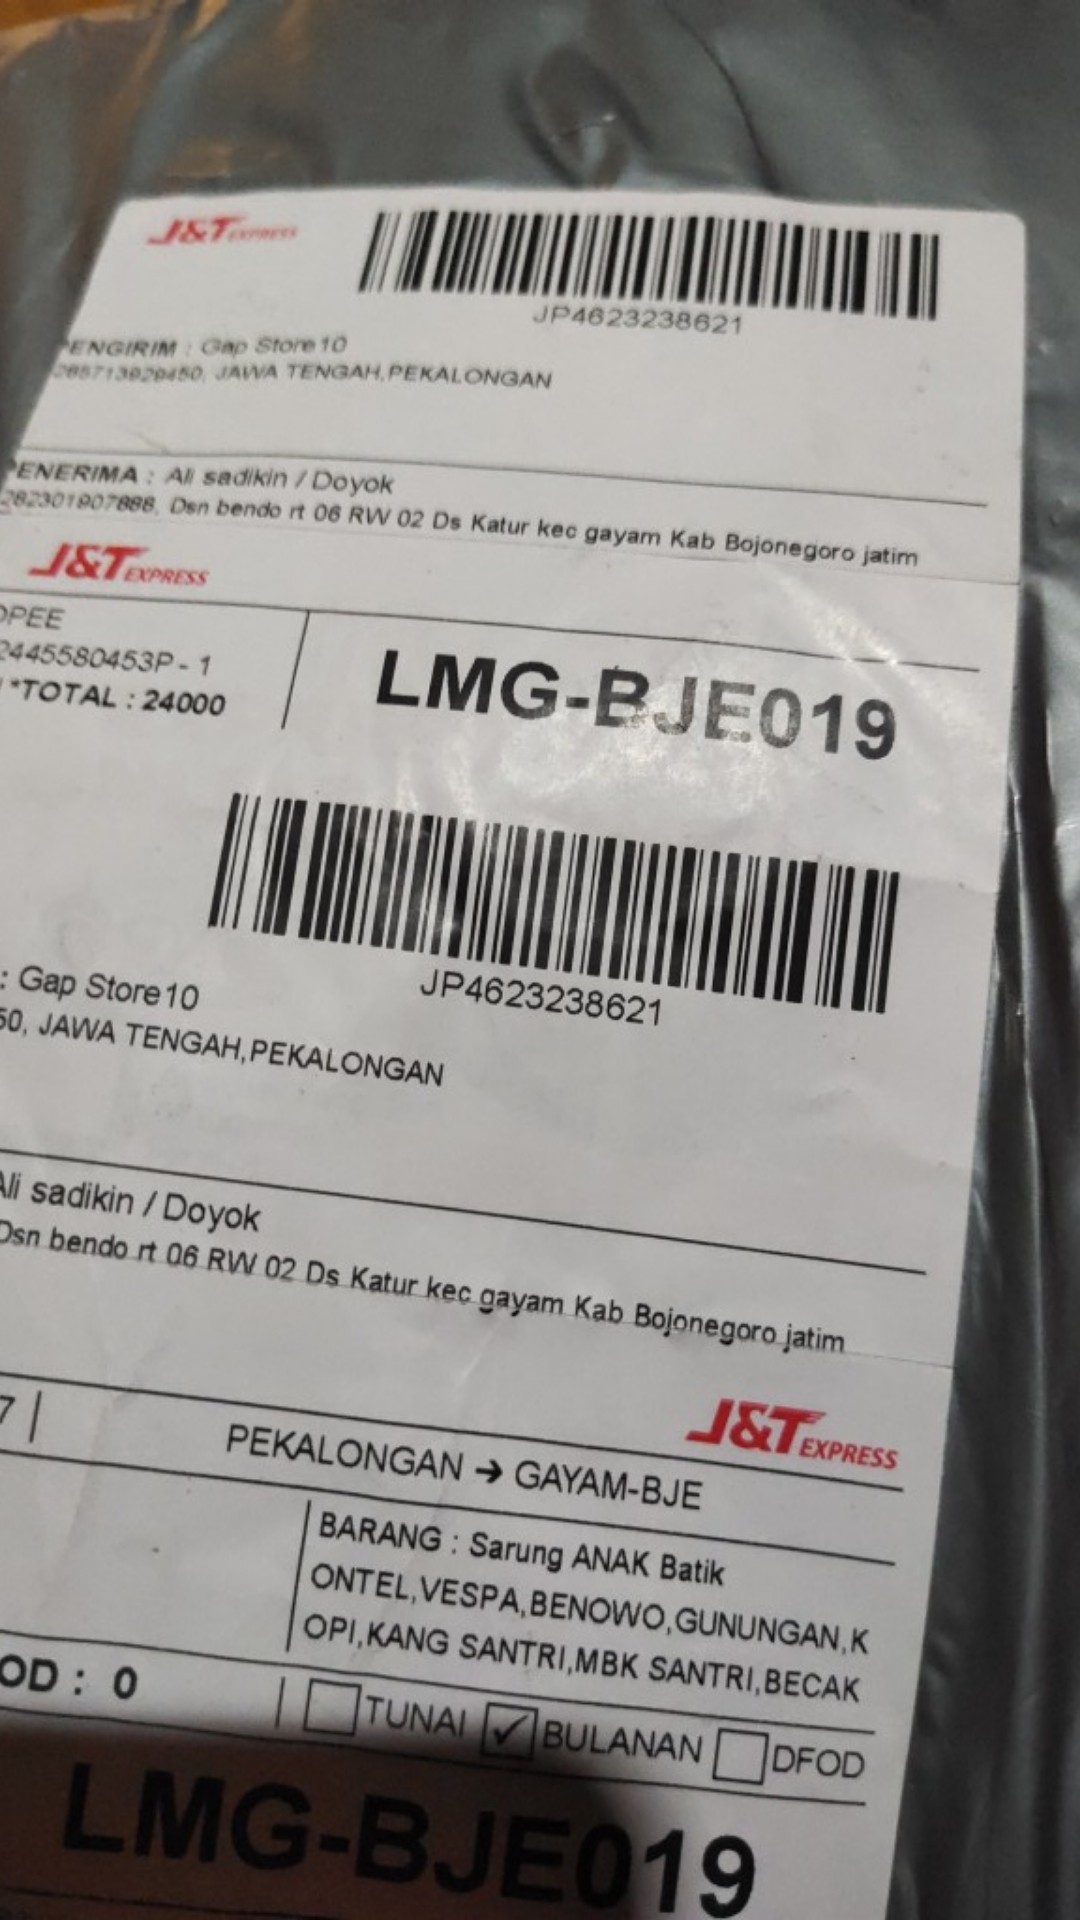 J&T EXPRESS
JP4623238621
PENGIRIM : Gap Store10
285713929450, JAWA TENGAH,PEKALONGAN
PENERIMA : Ali sadikin / Doyok
282301907888, Dsn bendo rt 06 RW 02 Ds Katur kec gayam Kab Bojonegoro jatim
J&T EXPRESS
OPEE
2445580453P - 1
*TOTAL : 24000
LMG-BJE019
JP4623238621
: Gap Store10
50, JAWA TENGAH,PEKALONGAN
Ali sadikin / Doyok
Dsn bendo rt 06 RW 02 Ds Katur kec gayam Kab Bojonegoro jatim
J&T EXPRESS
7 |
PEKALONGAN → GAYAM-BJE
BARANG : Sarung ANAK Batik
ONTEL,VESPA,BENOWO,GUNUNGAN,K
OPI,KANG SANTRI,MBK SANTRI,BECAK
OD : 0
TUNAI ✓ BULANAN DFOD
LMG-BJE019